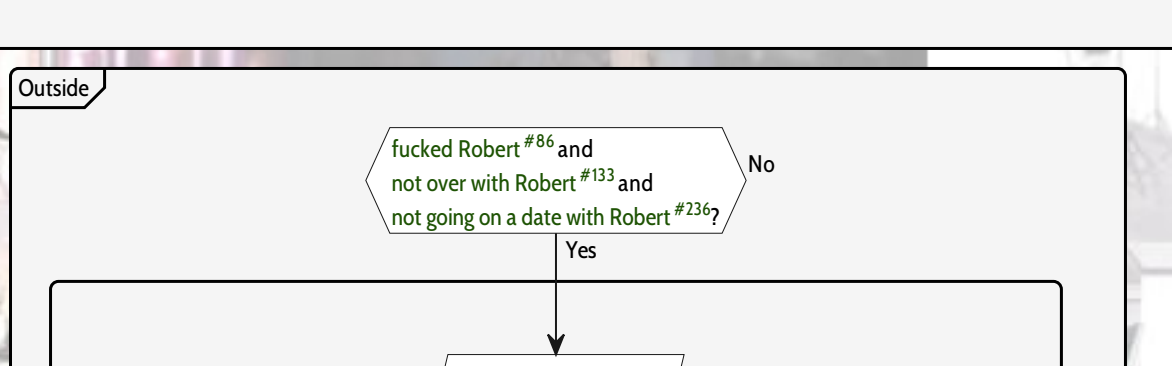 Outside
fucked Robert #86 and
not over with Robert #133 and
not going on a date with Robert #236?
No
Yes